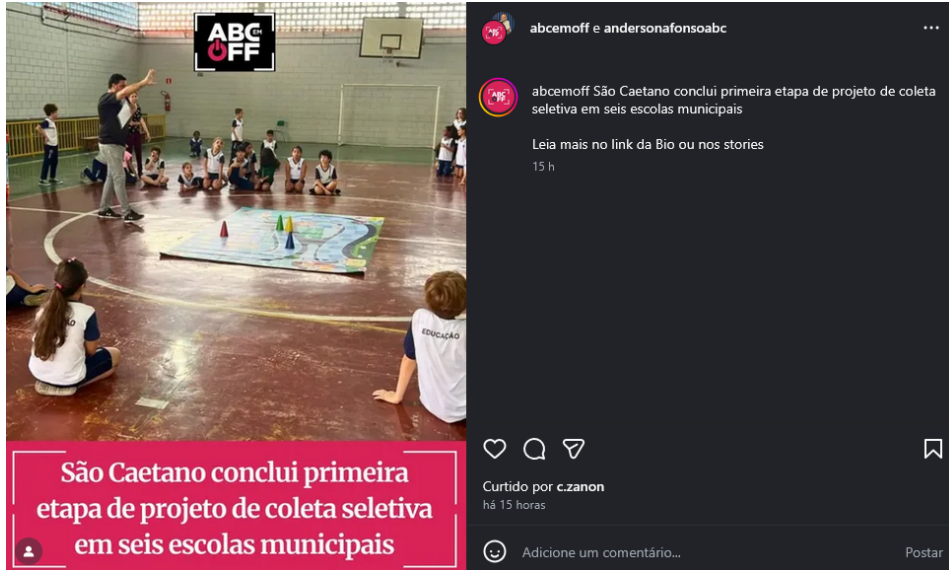 ABC EM
OFF
EDUCAÇÃO
São Caetano conclui primeira
etapa de projeto de coleta seletiva
em seis escolas municipais
abcemoff e andersonafonsoabc
abcemoff São Caetano conclui primeira etapa de projeto de coleta
seletiva em seis escolas municipais
Leia mais no link da Bio ou nos stories
15 h
Curtido por c.zanon
há 15 horas
Adicione um comentário...
Postar